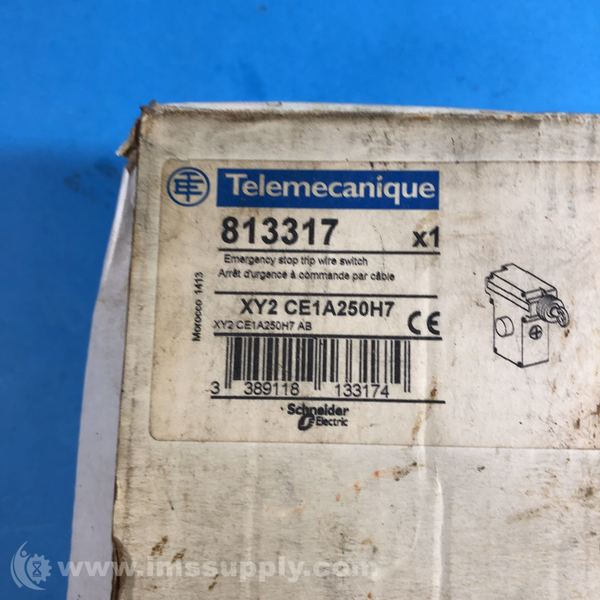 Telemecanique
813317 x1
Emergency stop trip wire switch
Arrêt d'urgence à commande par câble
Morocco 1413
XY2 CE1A250H7
XY2 CE1A250H7 AB
CE
3 389118 133174
Schneider
Electric
www.imssupply.com